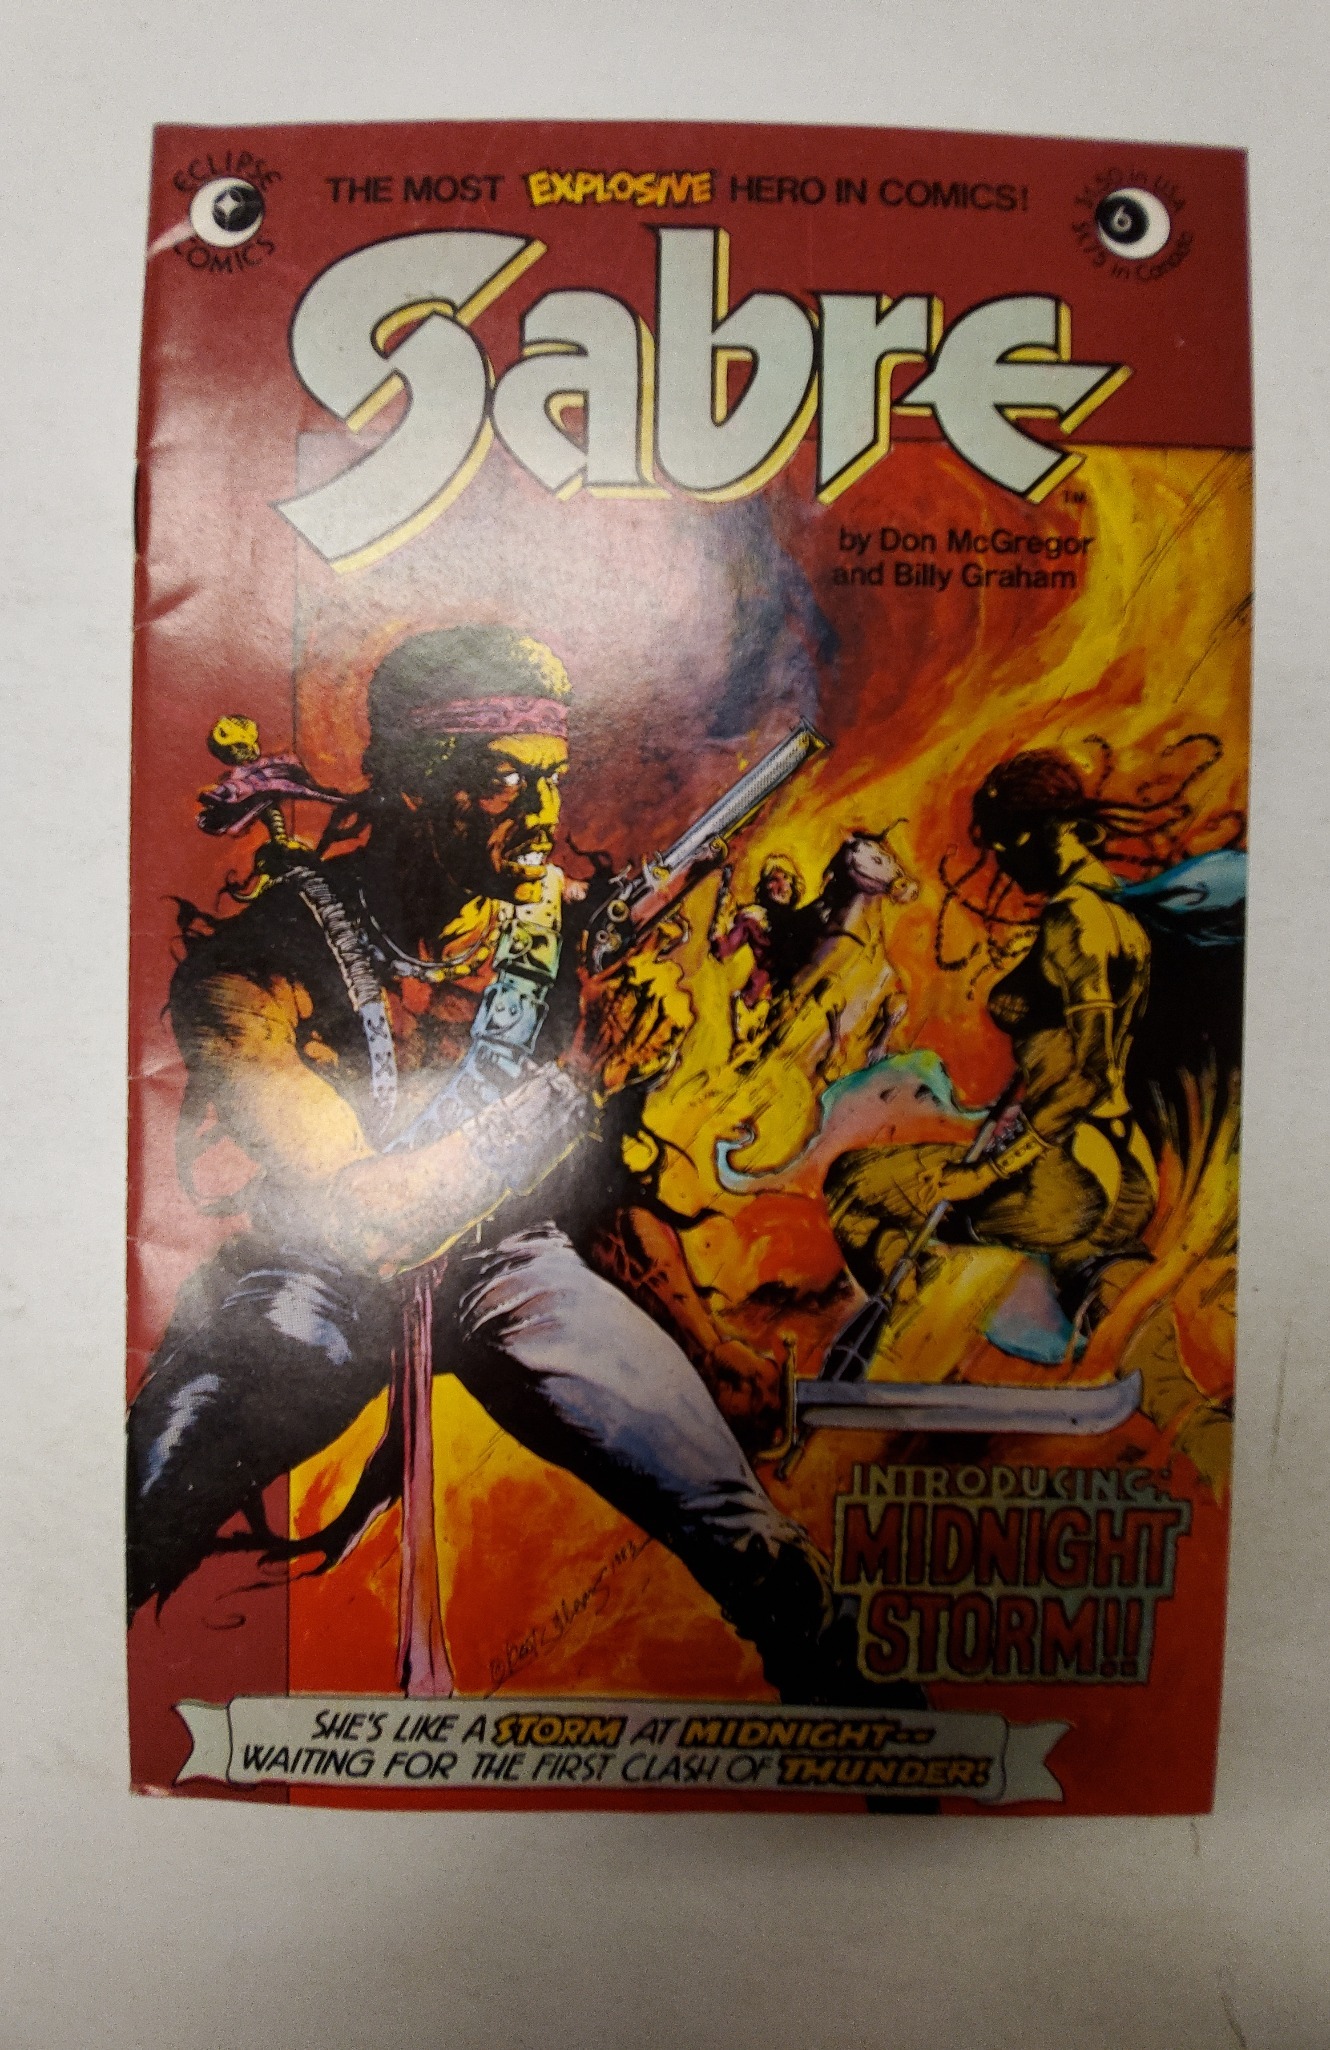 ECLIPSE
COMICS
THE MOST EXPLOSIVE HERO IN COMICS!
$1.50 in USA
6
$1.75 in Canada
Sabre
TM
by Don McGregor
and Billy Graham
INTRODUCING:
MIDNIGHT
STORM!!
1983
SHE'S LIKE A STORM AT MIDNIGHT--
WAITING FOR THE FIRST CLASH OF THUNDER!